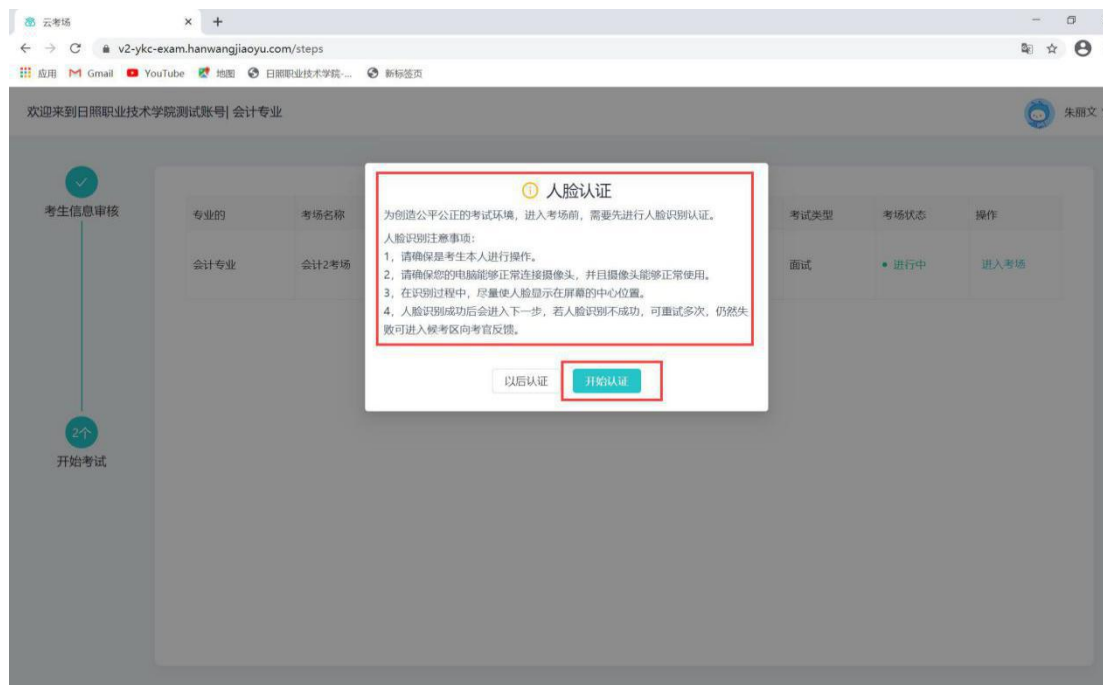 云考场
v2-ykc-exam.hanwangjiaoyu.com/steps
应用 Gmail YouTube 地图 日照职业技术学院-... 新标签页
欢迎来到日照职业技术学院测试账号| 会计专业
朱丽文
考生信息审核
2个
开始考试
专业的 考场名称 考试类型 考场状态 操作
会计专业 会计2考场 面试 进行中 进入考场
人脸认证
为创造公平公正的考试环境，进入考场前，需要先进行人脸识别认证。
人脸识别注意事项：
1，请确保是考生本人进行操作。
2，请确保您的电脑能够正常连接摄像头，并且摄像头能够正常使用。
3，在识别过程中，尽量使人脸显示在屏幕的中心位置。
4，人脸识别成功后会进入下一步，若人脸识别不成功，可重试多次，仍然失
败可进入候考区向考官反馈。
以后认证 开始认证